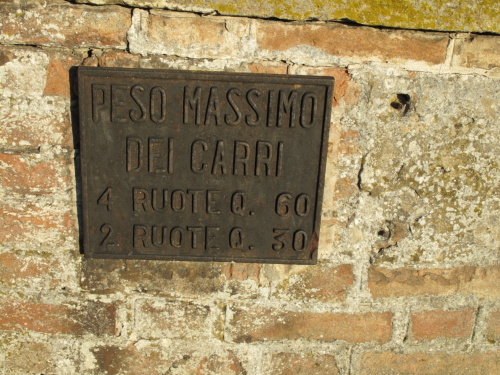 PESO MASSIMO
DEI CARRI
4 RUOTE Q. 60
2 RUOTE Q. 30